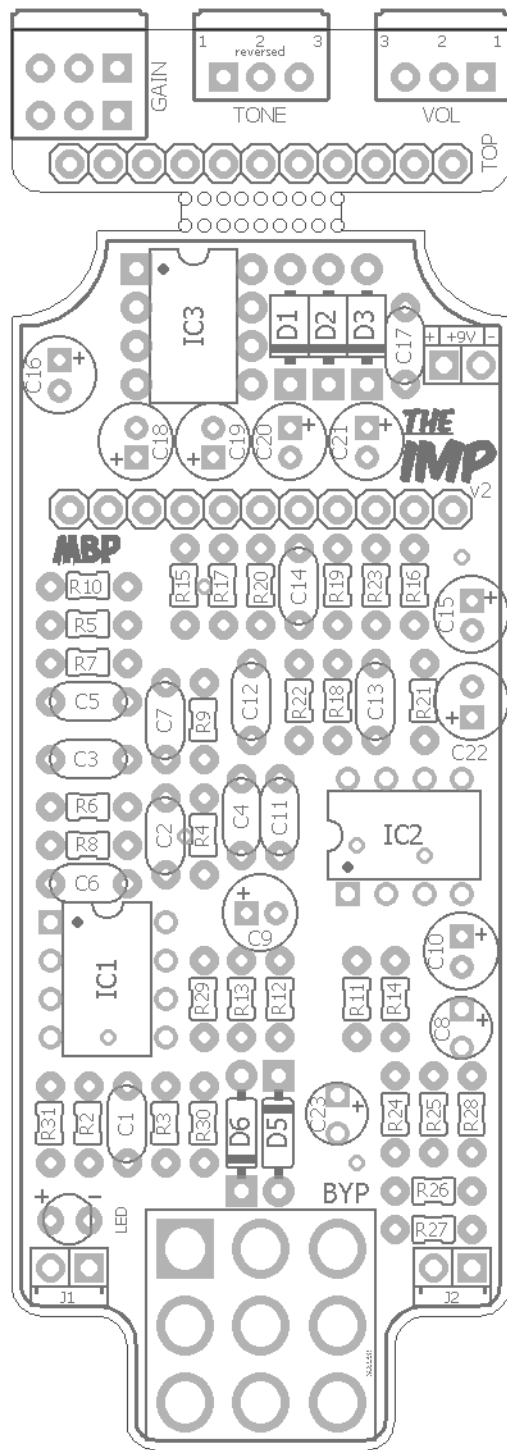 1 2 3
reversed
3 2 1
GAIN
TONE
VOL
TOP
IC3
D1 D2 D3
C17
+ +9V -
C16 +
C18 + C19 + C20 + C21 +
THE
IMP
v2
MBP
R10
R15 R17 R20 C14 R19 R23 R16
C15 +
R5
R7
C5
C7 R9 C12 R22 R18 C13 R21
C22 +
C3
R6
R8
C2 R4 C4 C11
IC2
C6
C9 +
C10 +
IC1
R29 R13 R12 R11 R14
C8 +
R31 R2 C1 R3 R30 D6 D5 C23 + R24 R25 R28
BYP
R26
R27
+ -
LED
J1
J2